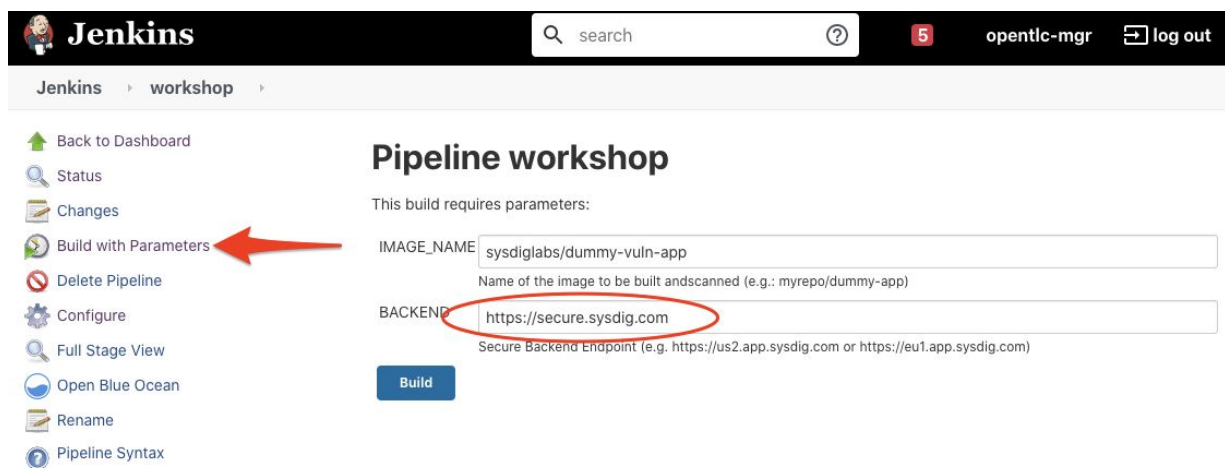 Jenkins
search
5
opentlc-mgr
log out
Jenkins
workshop
Back to Dashboard
Status
Changes
Build with Parameters
Delete Pipeline
Configure
Full Stage View
Open Blue Ocean
Rename
Pipeline Syntax
Pipeline workshop
This build requires parameters:
IMAGE_NAME
sysdiglabs/dummy-vuln-app
Name of the image to be built andscanned (e.g.: myrepo/dummy-app)
BACKEND
https://secure.sysdig.com
Secure Backend Endpoint (e.g. https://us2.app.sysdig.com or https://eu1.app.sysdig.com)
Build